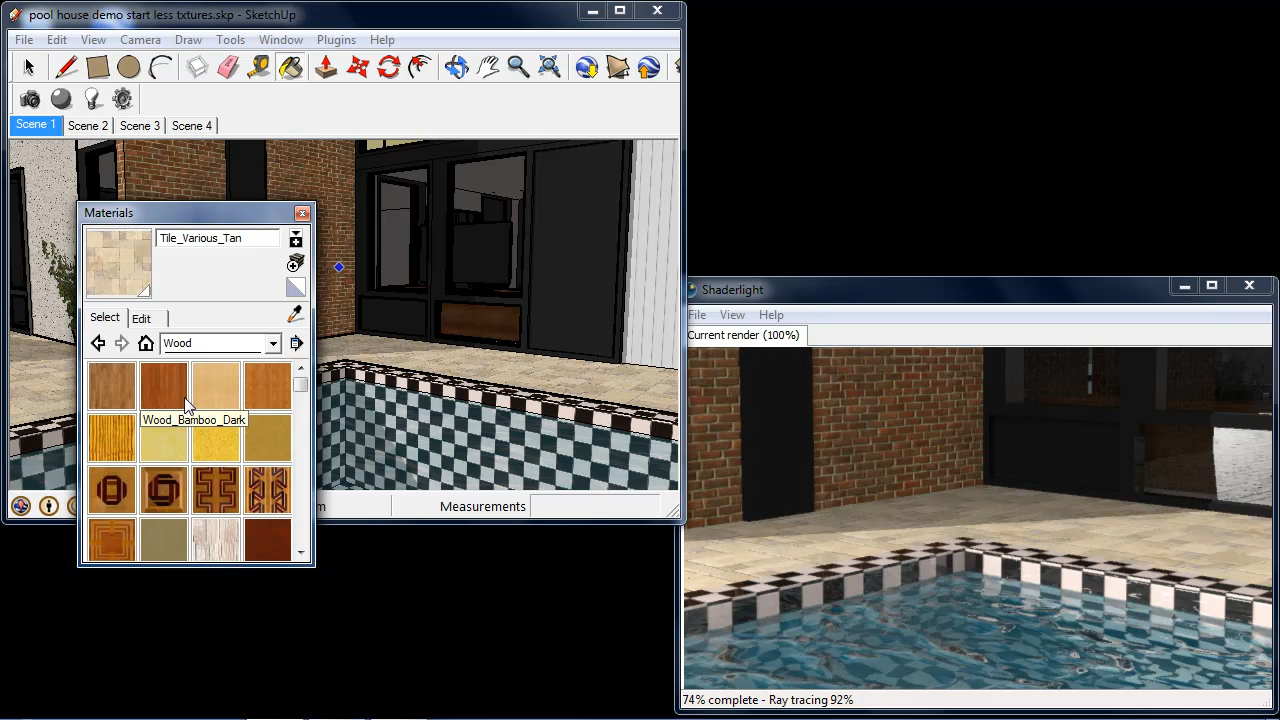 pool house demo start less txtures.skp - SketchUp
File Edit View Camera Draw Tools Window Plugins Help
Scene 1 Scene 2 Scene 3 Scene 4
Materials
Tile_Various_Tan
Select Edit
Wood
Wood_Bamboo_Dark
m Measurements
Shaderlight
File View Help
Current render (100%)
74% complete - Ray tracing 92%